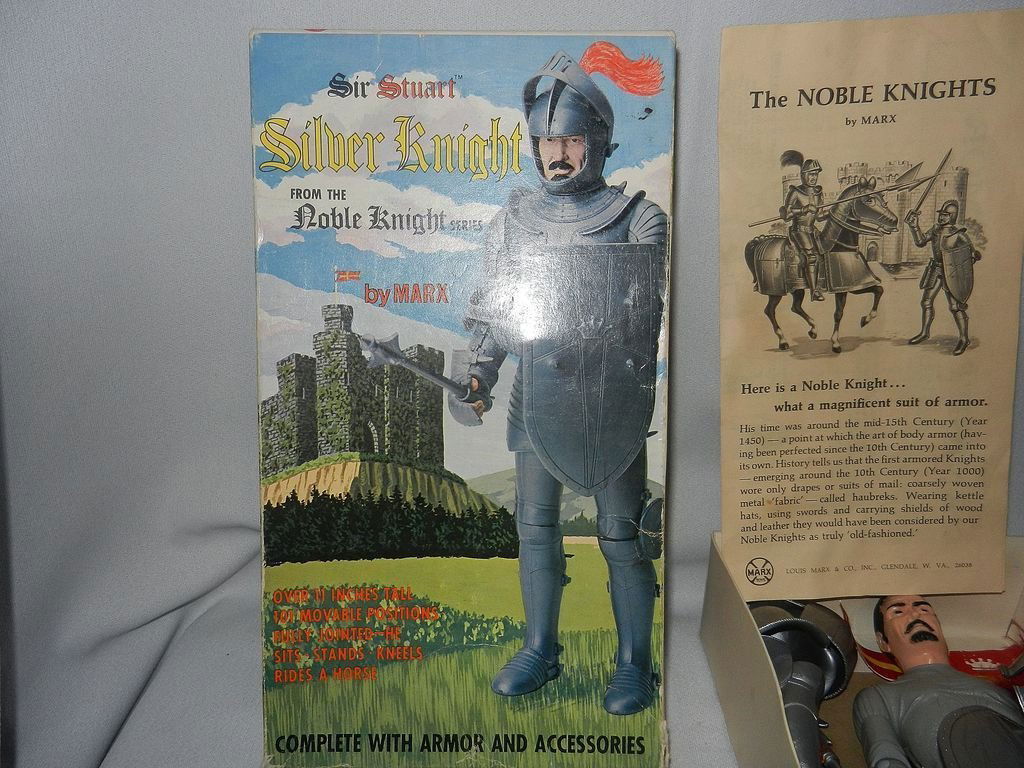 Sir Stuart™
Silver Knight
FROM THE
Noble Knight SERIES
by MARX
OVER 11 INCHES TALL
101 MOVABLE POSITIONS
FULLY JOINTED-HE
SITS·STANDS·KNEELS
RIDES A HORSE
COMPLETE WITH ARMOR AND ACCESSORIES
The NOBLE KNIGHTS
by MARX
Here is a Noble Knight...
what a magnificent suit of armor.
His time was around the mid-15th Century (Year
1450) — a point at which the art of body armor (hav-
ing been perfected since the 10th Century) came into
its own. History tells us that the first armored Knights
— emerging around the 10th Century (Year 1000)
wore only drapes or suits of mail: coarsely woven
metal 'fabric' — called haubreks. Wearing kettle
hats, using swords and carrying shields of wood
and leather they would have been considered by our
Noble Knights as truly 'old-fashioned.'
MARX
LOUIS MARX & CO., INC., GLENDALE, W. VA., 26038